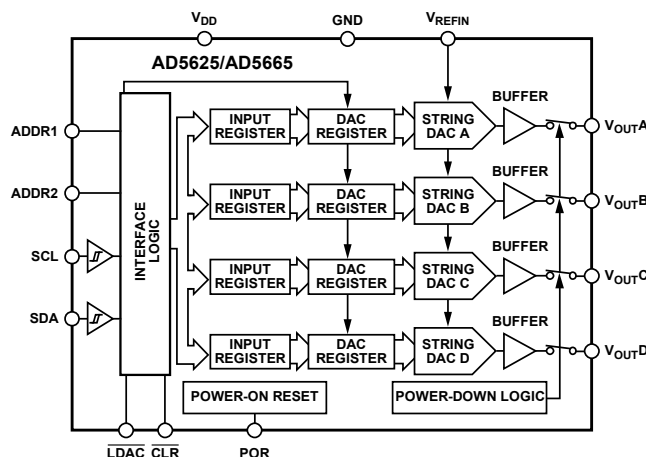 VDD GND VREFIN
AD5625/AD5665
BUFFER
ADDR1
INPUT REGISTER
DAC REGISTER
STRING DAC A
VOUTA
ADDR2
INTERFACE LOGIC
BUFFER
INPUT REGISTER
DAC REGISTER
STRING DAC B
VOUTB
SCL
BUFFER
INPUT REGISTER
DAC REGISTER
STRING DAC C
VOUTC
SDA
BUFFER
INPUT REGISTER
DAC REGISTER
STRING DAC D
VOUTD
POWER-ON RESET
POWER-DOWN LOGIC
LDAC CLR POR